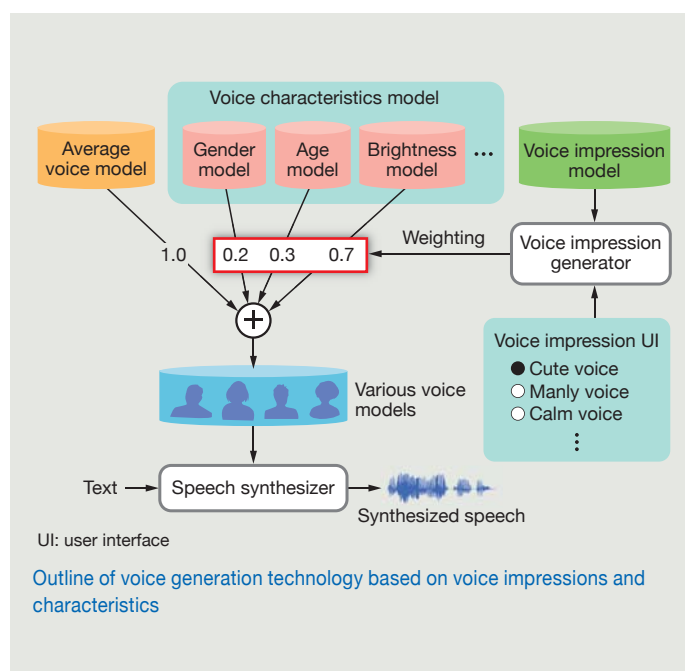 Voice characteristics model
Average
voice model
Gender
model
Age
model
Brightness
model
...
Voice impression
model
1.0
0.2 0.3 0.7
Weighting
Voice impression
generator
+
Voice impression UI
Cute voice
Manly voice
Calm voice
⋮
Various voice
models
Text
Speech synthesizer
Synthesized speech
UI: user interface
Outline of voice generation technology based on voice impressions and
characteristics